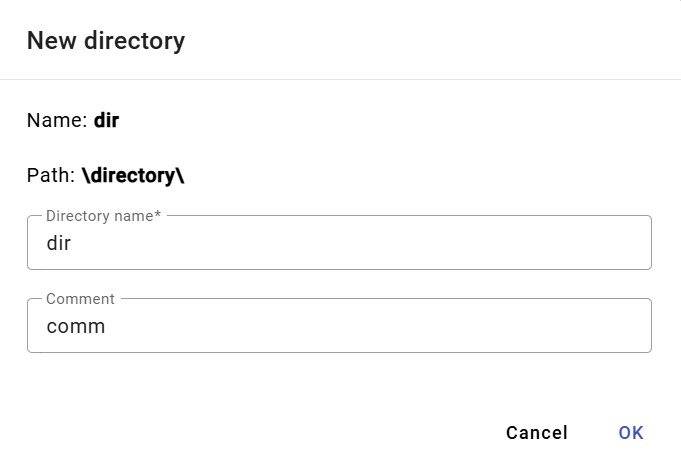 New directory
Name: dir
Path: \directory\
Directory name*
dir
Comment
comm
Cancel OK